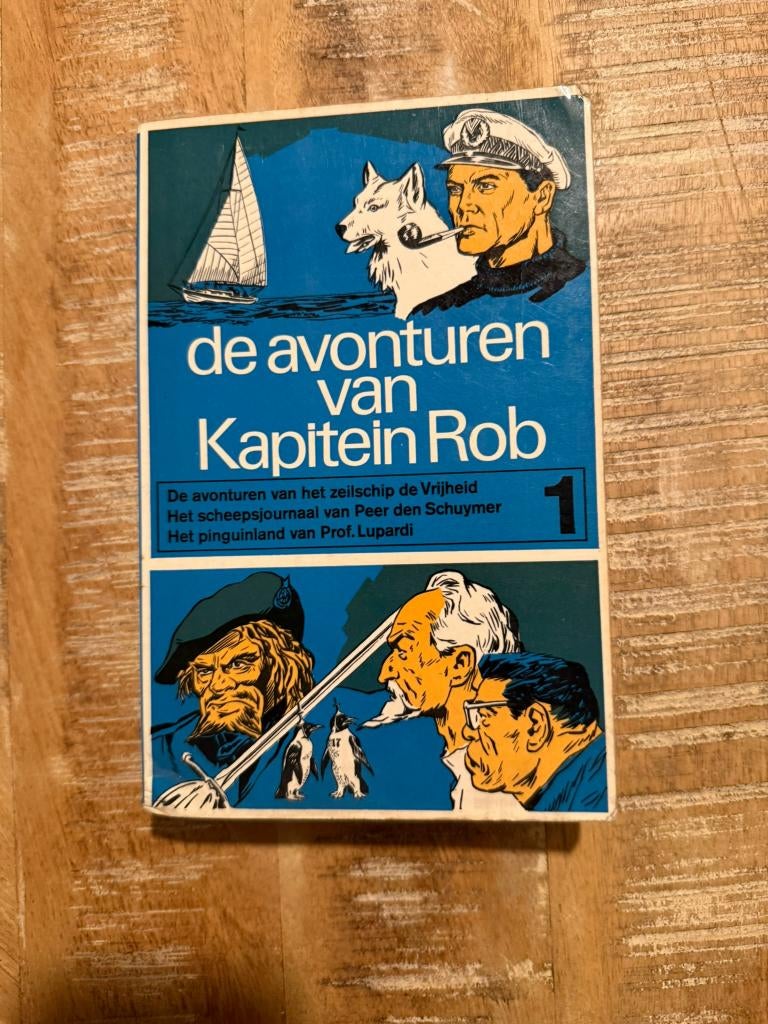 de avonturen
van
Kapitein Rob
De avonturen van het zeilschip de Vrijheid
Het scheepsjournaal van Peer den Schuymer
Het pinguinland van Prof. Lupardi
1